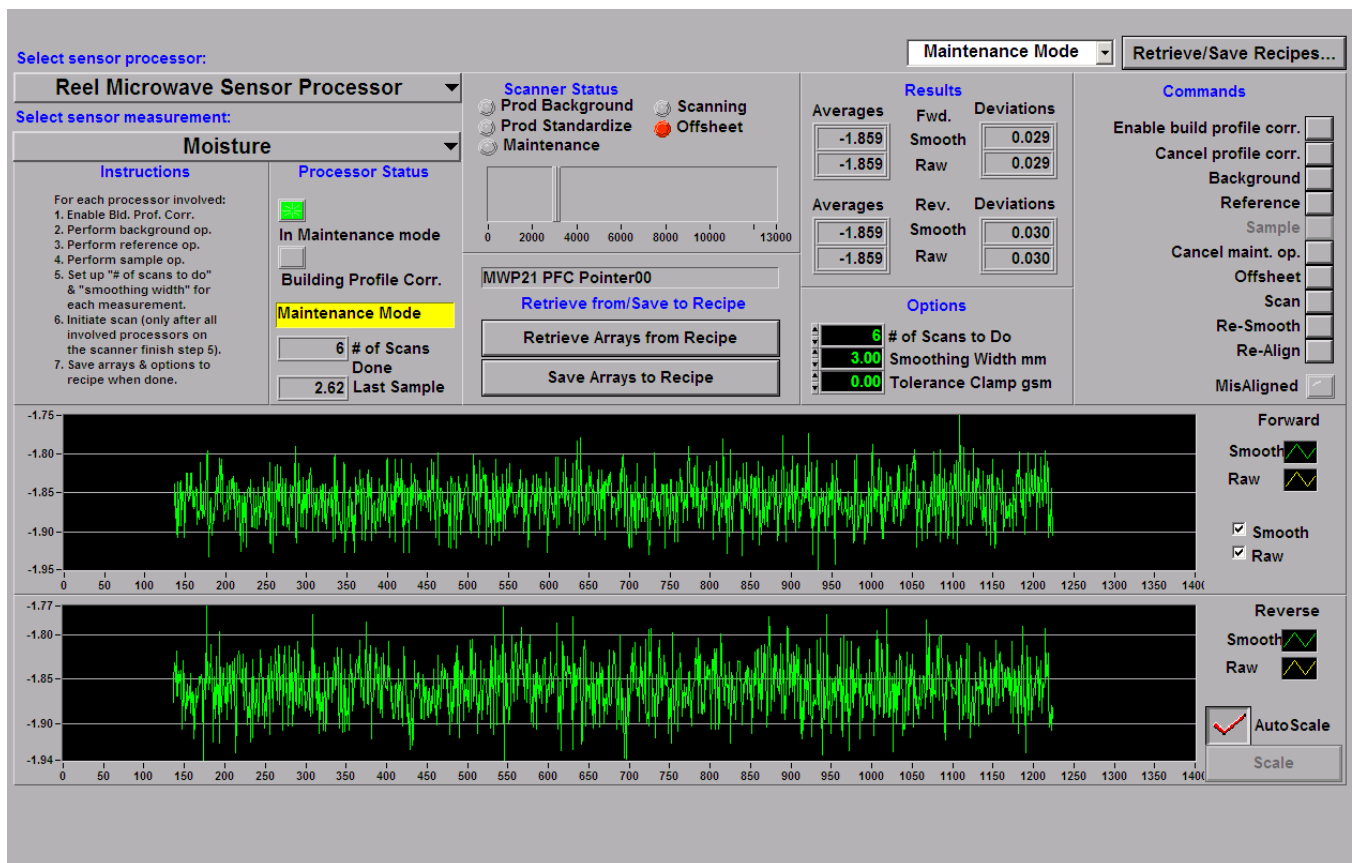 Select sensor processor:
Maintenance Mode
Retrieve/Save Recipes...
Reel Microwave Sensor Processor
Select sensor measurement:
Moisture
Instructions
For each processor involved:
1. Enable Bld. Prof. Corr.
2. Perform background op.
3. Perform reference op.
4. Perform sample op.
5. Set up "# of scans to do"
& "smoothing width" for
each measurement.
6. Initiate scan (only after all
involved processors on
the scanner finish step 5).
7. Save arrays & options to
recipe when done.
Processor Status
In Maintenance mode
Building Profile Corr.
Maintenance Mode
6 # of Scans
Done
2.62 Last Sample
Scanner Status
Prod Background Scanning
Prod Standardize Offsheet
Maintenance
0 2000 4000 6000 8000 10000 13000
MWP21 PFC Pointer00
Retrieve from/Save to Recipe
Retrieve Arrays from Recipe
Save Arrays to Recipe
Results
Averages Fwd. Deviations
-1.859 Smooth 0.029
-1.859 Raw 0.029
Averages Rev. Deviations
-1.859 Smooth 0.030
-1.859 Raw 0.030
Options
6 # of Scans to Do
3.00 Smoothing Width mm
0.00 Tolerance Clamp gsm
Commands
Enable build profile corr.
Cancel profile corr.
Background
Reference
Sample
Cancel maint. op.
Offsheet
Scan
Re-Smooth
Re-Align
MisAligned
-1.75
-1.80
-1.85
-1.90
-1.95
0 50 100 150 200 250 300 350 400 450 500 550 600 650 700 750 800 850 900 950 1000 1050 1100 1150 1200 1250 1300 1350 140
Forward
Smooth
Raw
Smooth
Raw
-1.77
-1.80
-1.85
-1.90
-1.94
0 50 100 150 200 250 300 350 400 450 500 550 600 650 700 750 800 850 900 950 1000 1050 1100 1150 1200 1250 1300 1350 140
Reverse
Smooth
Raw
AutoScale
Scale